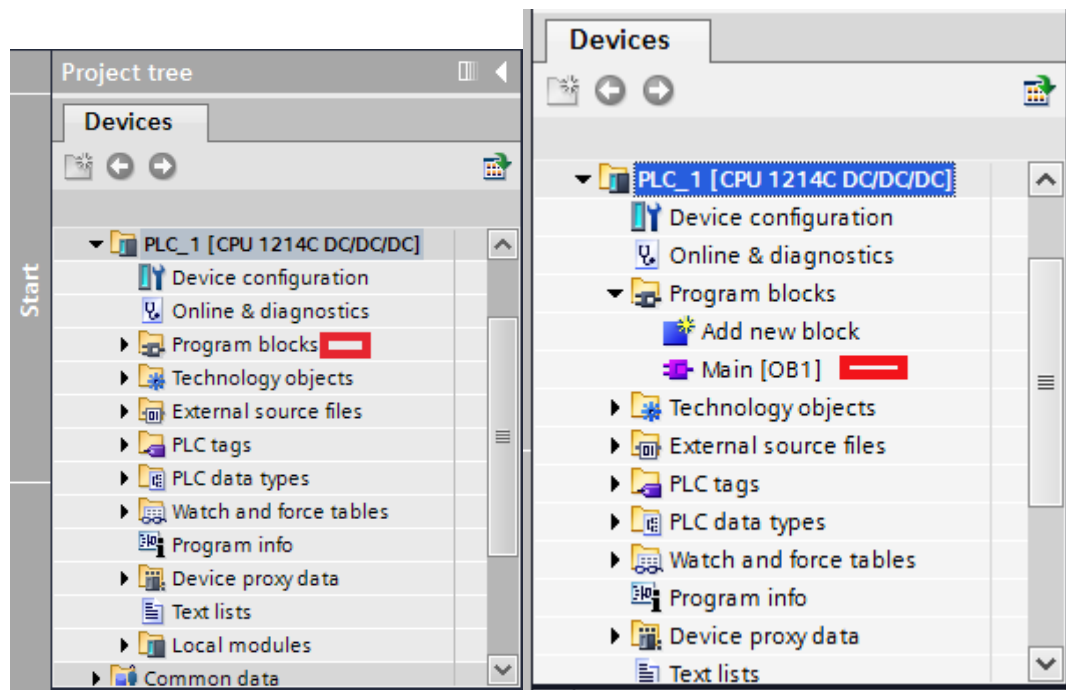 Project tree
Devices
Start
PLC_1 [CPU 1214C DC/DC/DC]
Device configuration
Online & diagnostics
Program blocks
Technology objects
External source files
PLC tags
PLC data types
Watch and force tables
Program info
Device proxy data
Text lists
Local modules
Common data
Devices
PLC_1 [CPU 1214C DC/DC/DC]
Device configuration
Online & diagnostics
Program blocks
Add new block
Main [OB1]
Technology objects
External source files
PLC tags
PLC data types
Watch and force tables
Program info
Device proxy data
Text lists